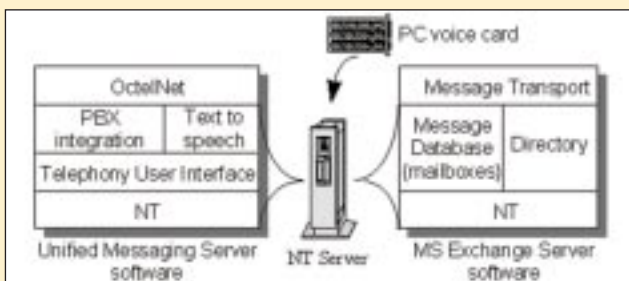 PC voice card
OctelNet
PBX integration
Text to speech
Telephony User Interface
NT
Unified Messaging Server software
NT Server
Message Transport
Message Database (mailboxes)
Directory
NT
MS Exchange Server software